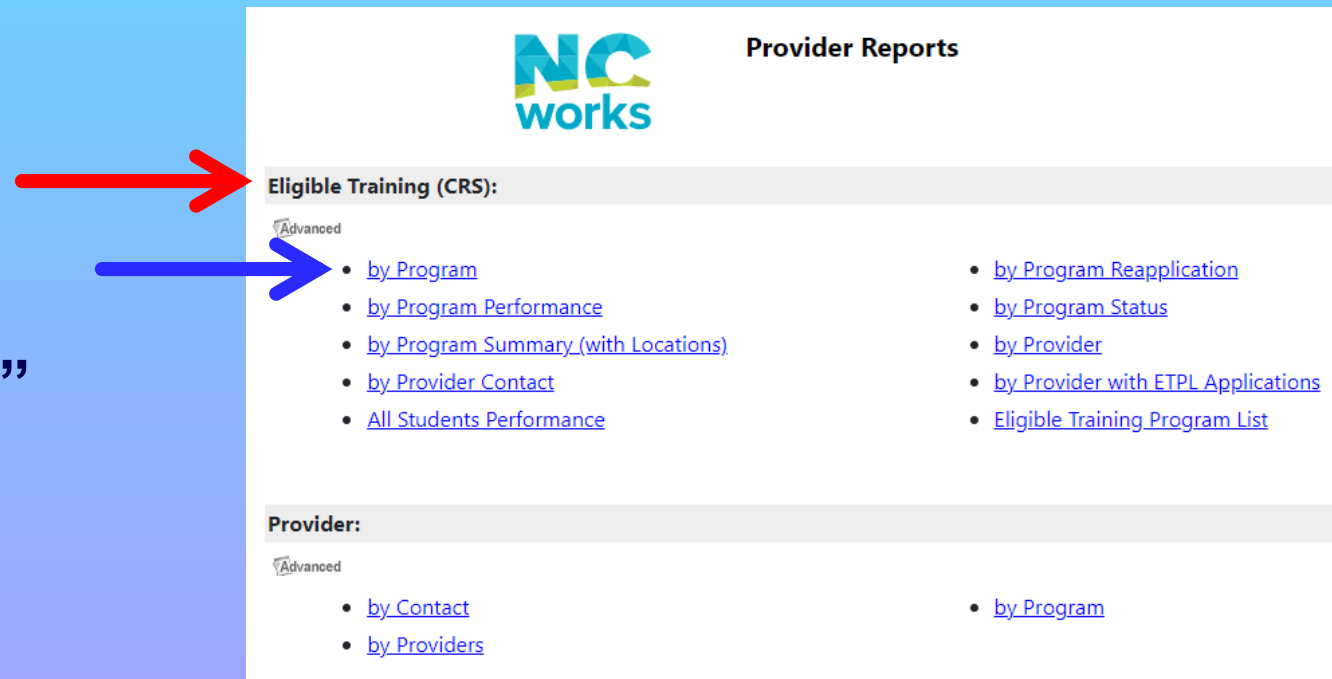 NC
works
Provider Reports
Eligible Training (CRS):
Advanced
• by Program
• by Program Performance
• by Program Summary (with Locations)
• by Provider Contact
• All Students Performance
• by Program Reapplication
• by Program Status
• by Provider
• by Provider with ETPL Applications
• Eligible Training Program List
”
Provider:
Advanced
• by Contact
• by Providers
• by Program